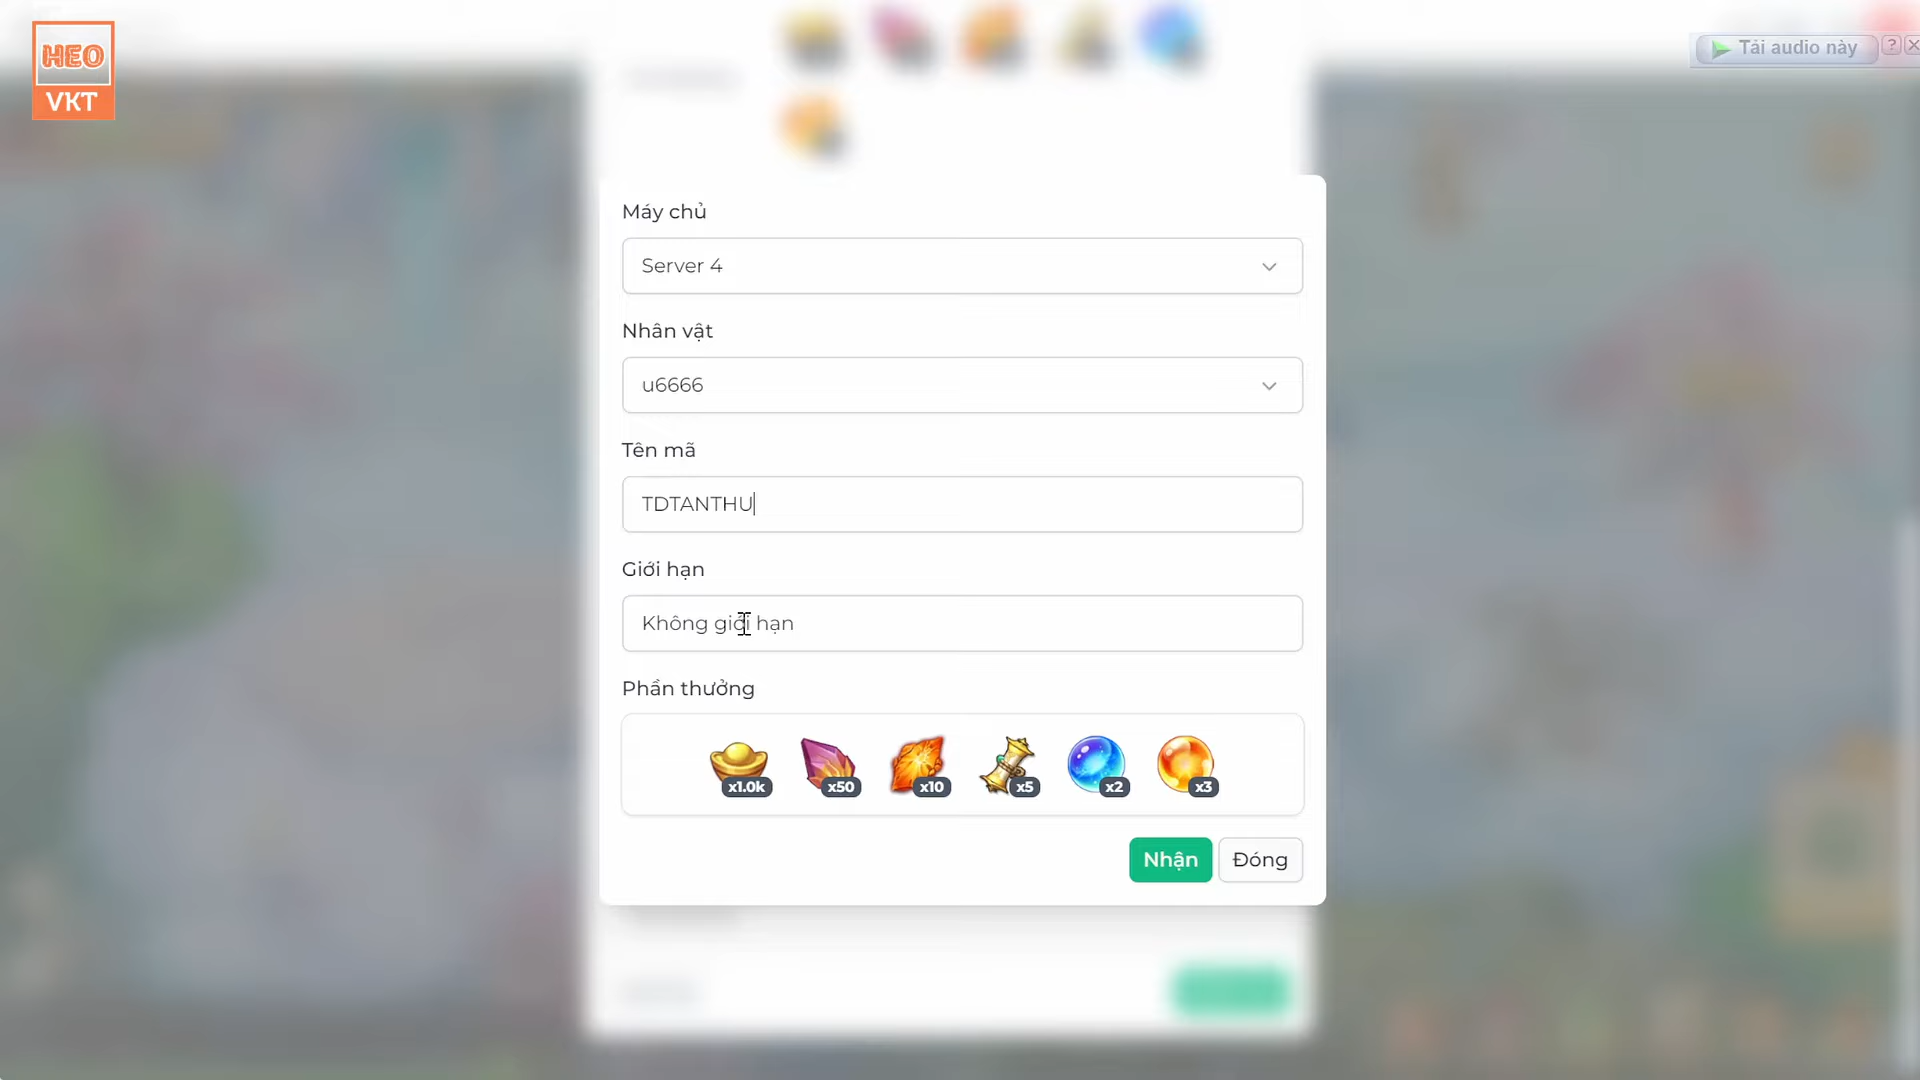 HEO
VKT
Tải audio này
?
Máy chủ
Server 4
Nhân vật
u6666
Tên mã
TDTANTHU
Giới hạn
Không giới hạn
Phần thưởng
x1.0k
x50
x10
x5
x2
x3
Nhận
Đóng